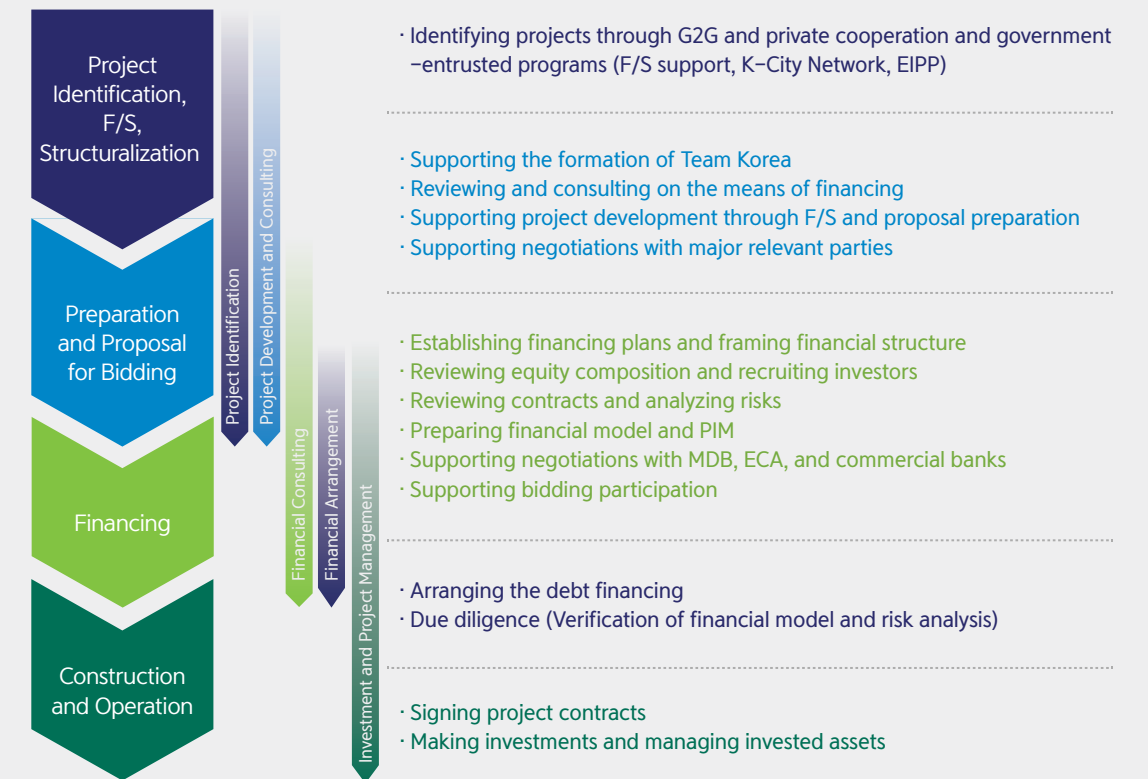 Project
Identification,
F/S,
Structuralization
Preparation
and Proposal
for Bidding
Financing
Construction
and Operation
Project Identification
Project Development and Consulting
Financial Consulting
Financial Arrangement
Investment and Project Management
· Identifying projects through G2G and private cooperation and government
–entrusted programs (F/S support, K–City Network, EIPP)
· Supporting the formation of Team Korea
· Reviewing and consulting on the means of financing
· Supporting project development through F/S and proposal preparation
· Supporting negotiations with major relevant parties
· Establishing financing plans and framing financial structure
· Reviewing equity composition and recruiting investors
· Reviewing contracts and analyzing risks
· Preparing financial model and PIM
· Supporting negotiations with MDB, ECA, and commercial banks
· Supporting bidding participation
· Arranging the debt financing
· Due diligence (Verification of financial model and risk analysis)
· Signing project contracts
· Making investments and managing invested assets